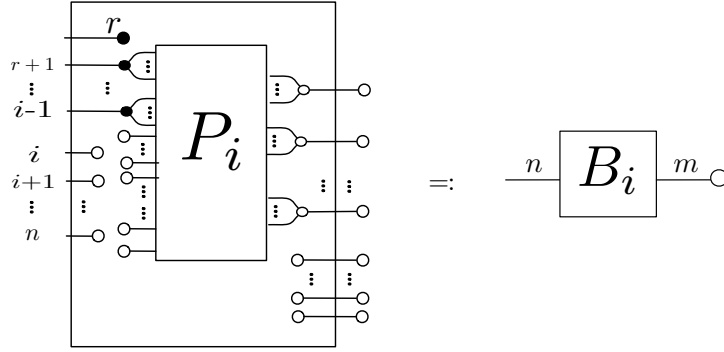 r
r + 1
⋮ ⋮ ⋮ ⋮
i-1
P_i
i
i+1
⋮ ⋮ ⋮ ⋮ ⋮
n
⋮ ⋮
=:
n B_i m